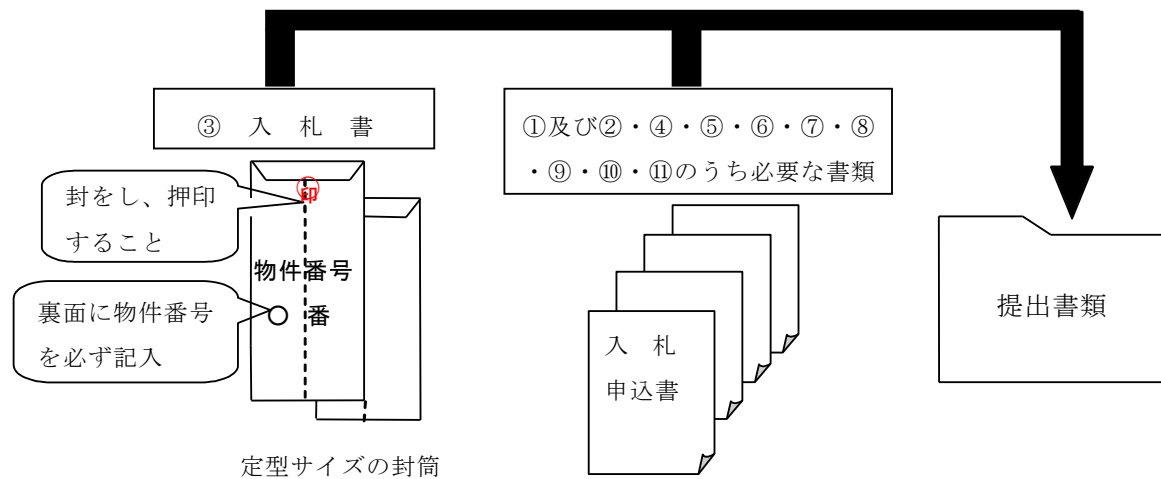 ③ 入 札 書
①及び②・④・⑤・⑥・⑦・⑧
・⑨・⑩・⑪のうち必要な書類
封をし、押印
すること
印
物件番号
○ 番
裏面に物件番号
を必ず記入
定型サイズの封筒
入 札
申込書
提出書類